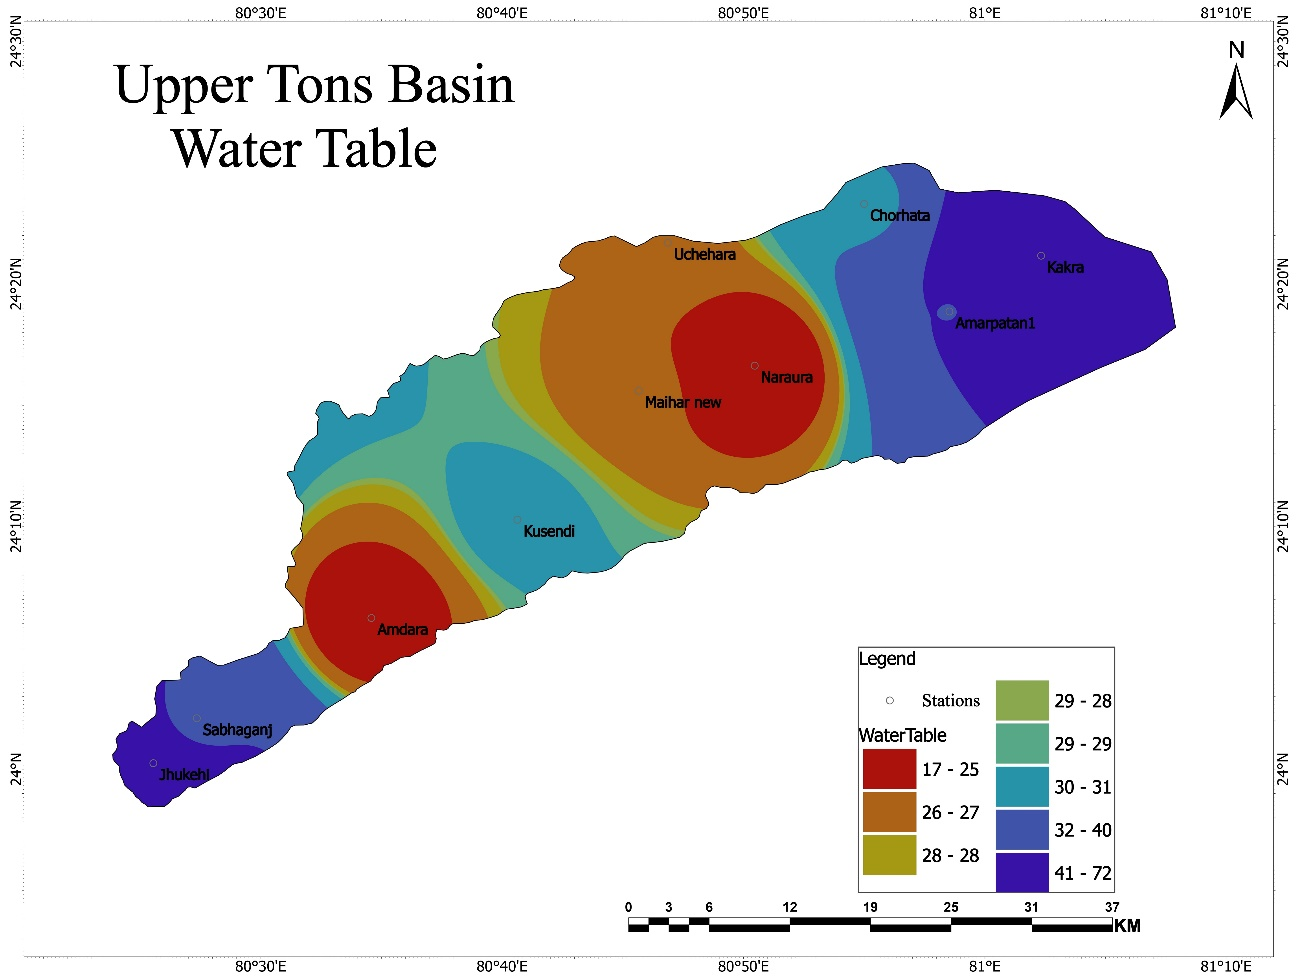 80°30'E 80°40'E 80°50'E 81°E 81°10'E
24°30'N 24°30'N
N
Upper Tons Basin
Water Table
Chorhata
Uchehara
Kakra
24°20'N 24°20'N
Amarpatan1
Naraura
Maihar new
24°10'N 24°10'N
Kusendi
Amdara
Sabhaganj
Jhukehi
24°N 24°N
Legend
Stations
WaterTable
17 - 25
26 - 27
28 - 28
29 - 28
29 - 29
30 - 31
32 - 40
41 - 72
0 3 6 12 19 25 31 37
KM
80°30'E 80°40'E 80°50'E 81°E 81°10'E